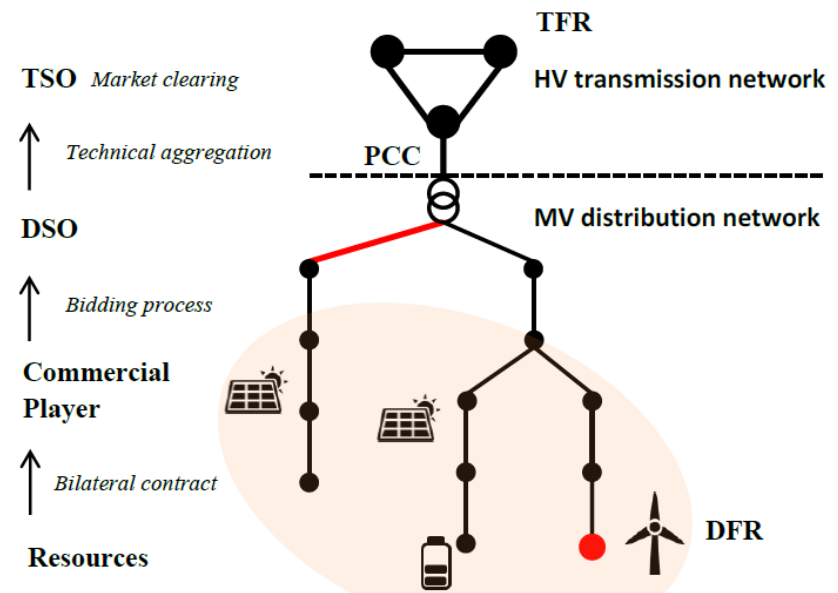 TFR
TSO Market clearing
HV transmission network
Technical aggregation
PCC
DSO
MV distribution network
Bidding process
Commercial
Player
Bilateral contract
DFR
Resources